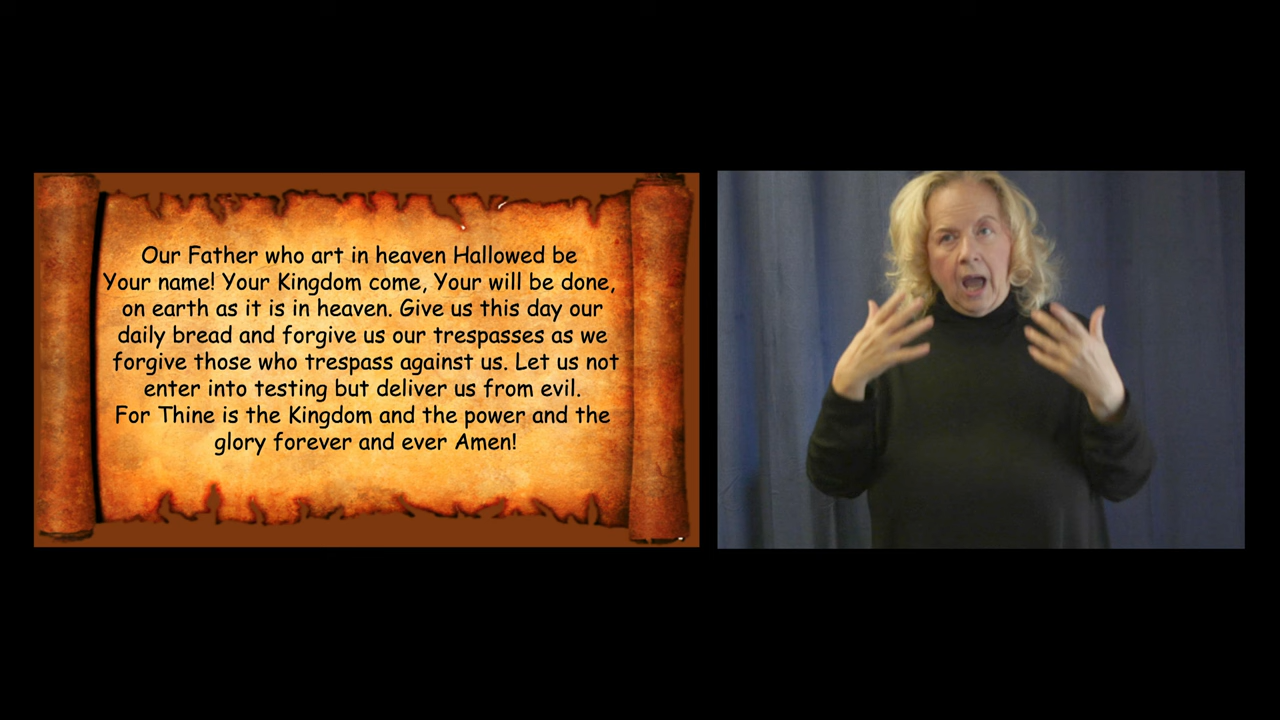 Our Father who art in heaven Hallowed be
Your name! Your Kingdom come, Your will be done,
on earth as it is in heaven. Give us this day our
daily bread and forgive us our trespasses as we
forgive those who trespass against us. Let us not
enter into testing but deliver us from evil.
For Thine is the Kingdom and the power and the
glory forever and ever Amen!